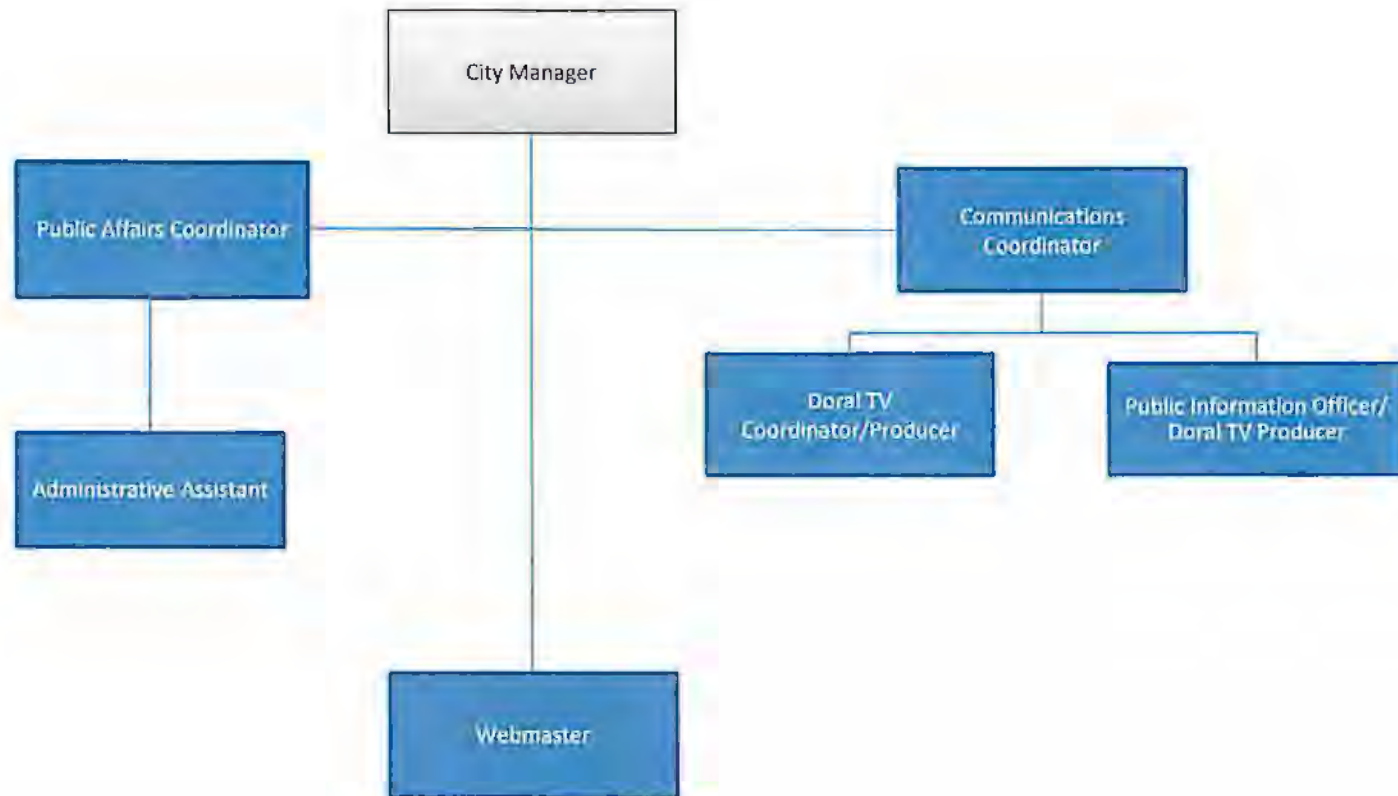 City Manager
Public Affairs Coordinator
Communications
Coordinator
Doral TV
Coordinator/Producer
Public Information Officer/
Doral TV Producer
Administrative Assistant
Webmaster